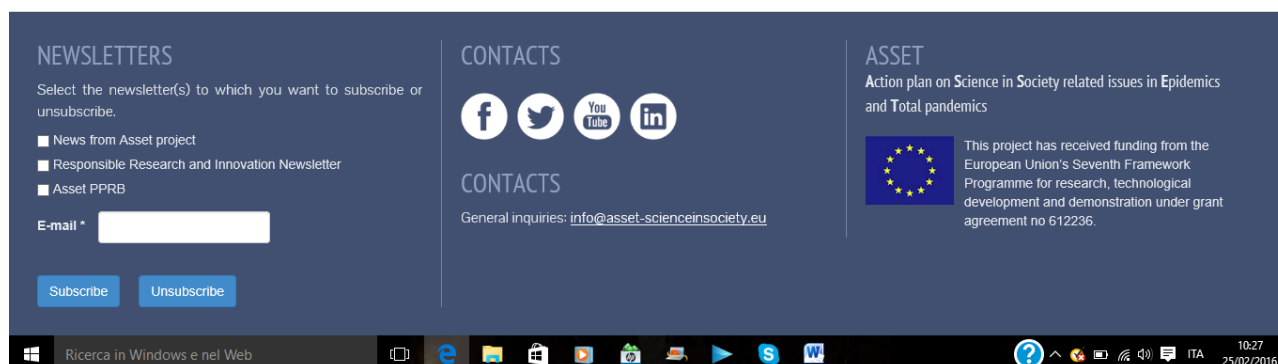 NEWSLETTERS
Select the newsletter(s) to which you want to subscribe or
unsubscribe.
News from Asset project
Responsible Research and Innovation Newsletter
Asset PPRB
E-mail *
Subscribe Unsubscribe
CONTACTS
You
Tube
CONTACTS
General inquiries: info@asset-scienceinsociety.eu
ASSET
Action plan on Science in Society related issues in Epidemics
and Total pandemics
This project has received funding from the
European Union's Seventh Framework
Programme for research, technological
development and demonstration under grant
agreement no 612236.
Ricerca in Windows e nel Web
ITA
10:27
25/02/2016